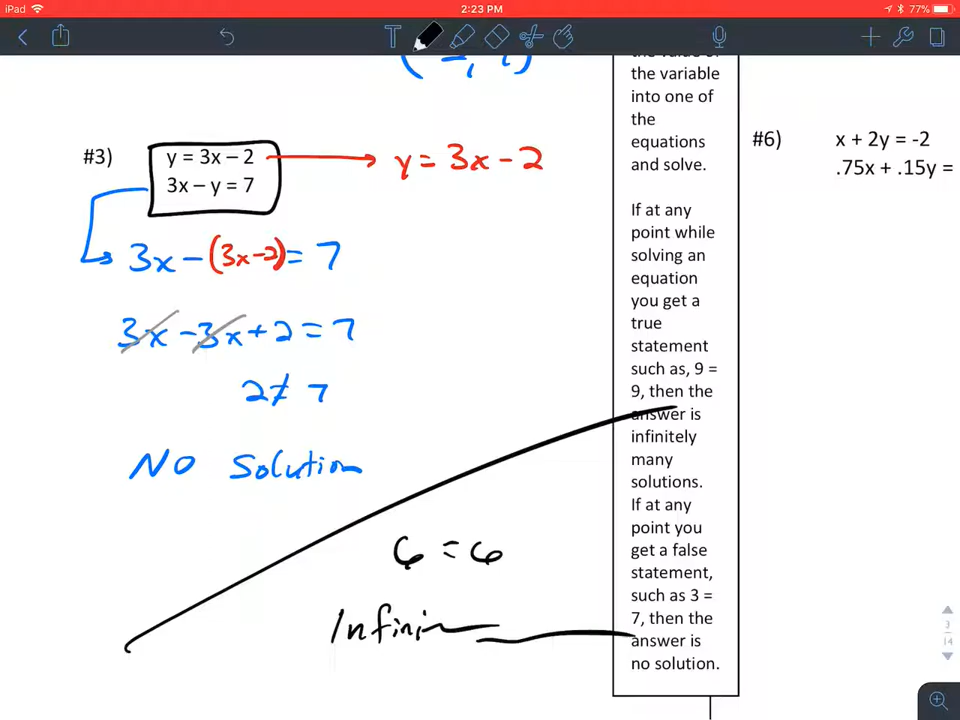 iPad
2:23 PM
77%
T
the variable
into one of
the
equations
and solve.
If at any
point while
solving an
equation
you get a
true
statement
such as, 9 =
9, then the
answer is
infinitely
many
solutions.
If at any
point you
get a false
statement,
such as 3 =
7, then the
answer is
no solution.
#3)
y = 3x – 2
3x – y = 7
y = 3x - 2
3x - (3x-2) = 7
3x - 3x + 2 = 7
2 ≠ 7
No Solution
6 = 6
Infini
#6)
x + 2y = -2
.75x + .15y =
3
14